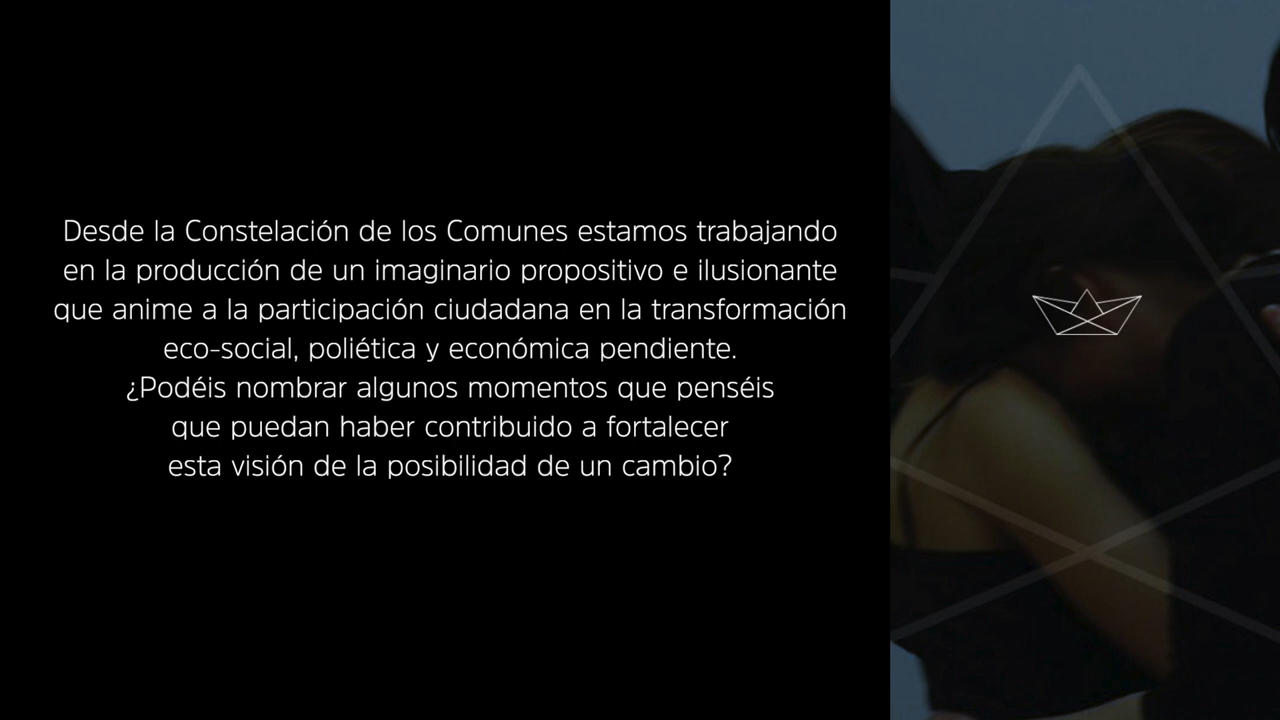 Desde la Constelación de los Comunes estamos trabajando
en la producción de un imaginario propositivo e ilusionante
que anime a la participación ciudadana en la transformación
eco-social, poliética y económica pendiente.
¿Podéis nombrar algunos momentos que penséis
que puedan haber contribuido a fortalecer
esta visión de la posibilidad de un cambio?